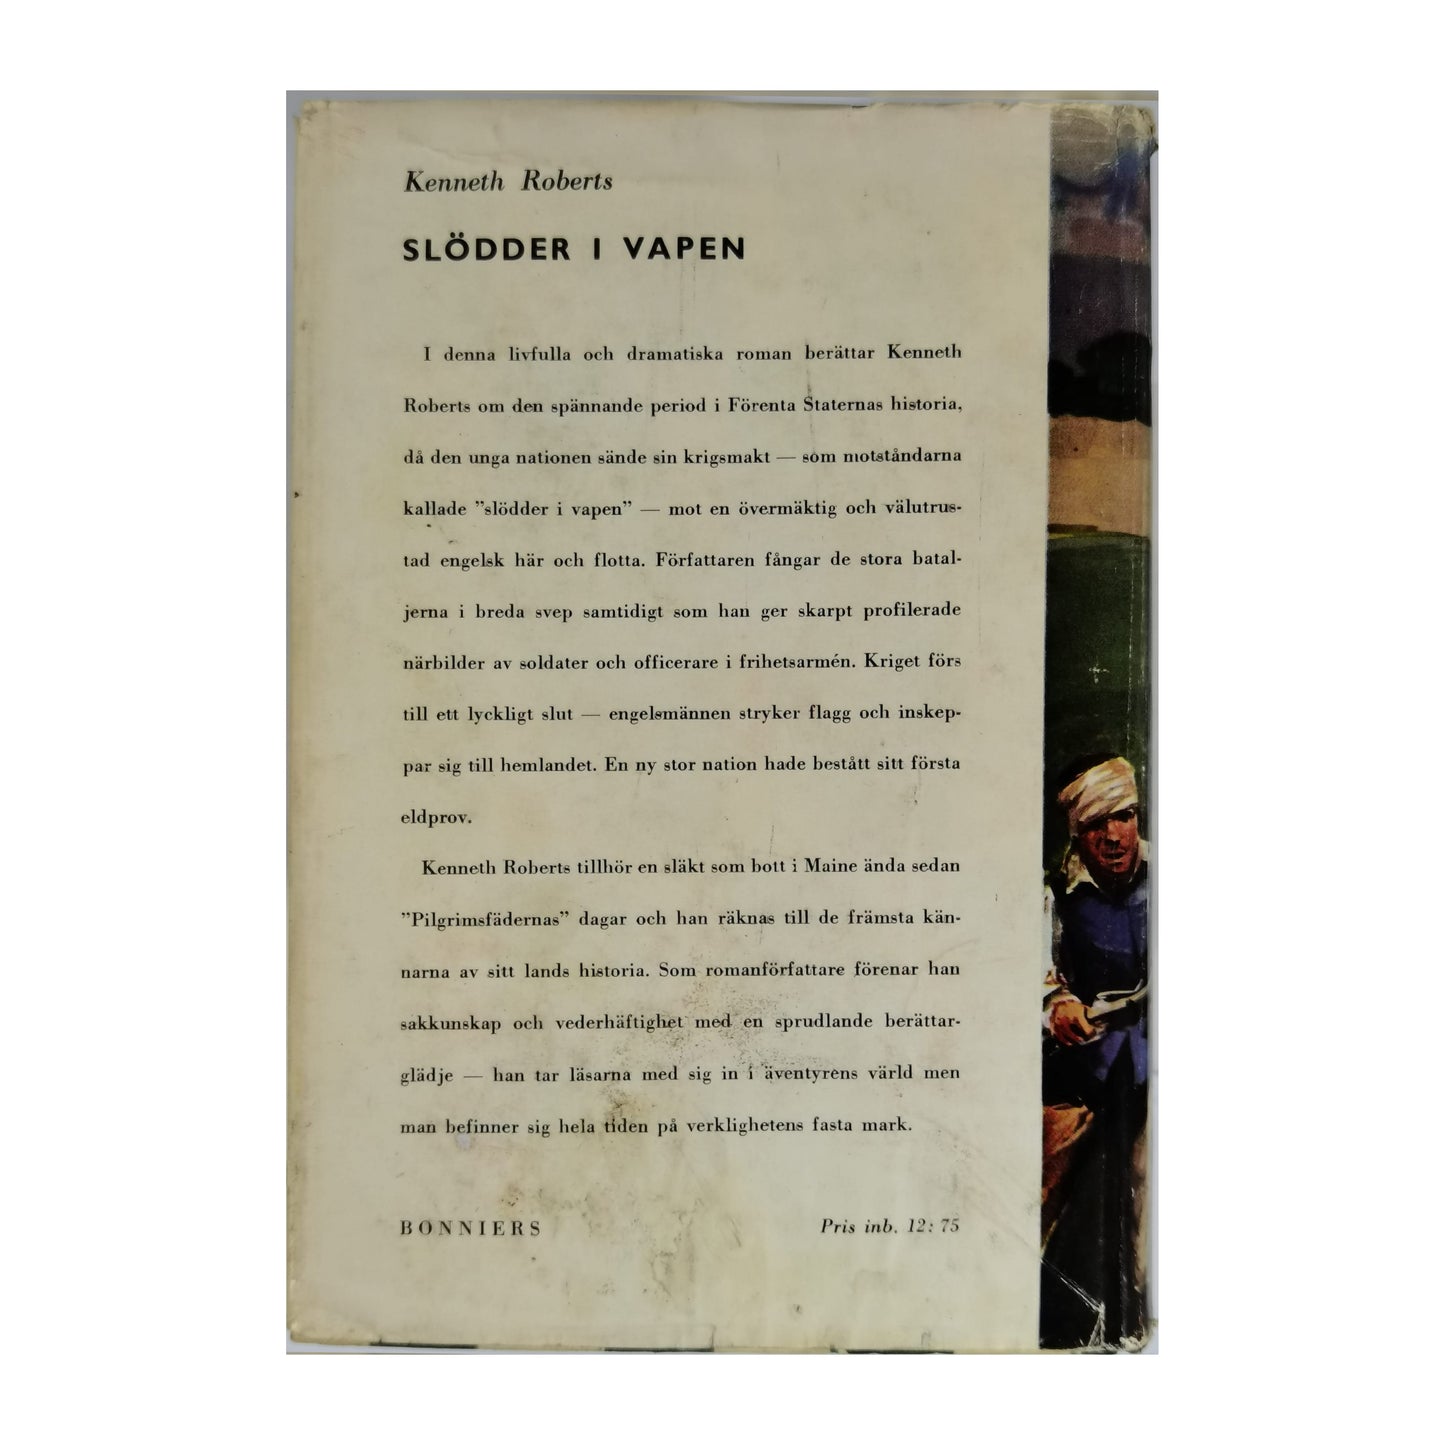 Kenneth Roberts
SLÖDDER I VAPEN
I denna livfulla och dramatiska roman berättar Kenneth
Roberts om den spännande period i Förenta Staternas historia,
då den unga nationen sände sin krigsmakt — som motståndarna
kallade ”slödder i vapen” — mot en övermäktig och välutrus-
tad engelsk här och flotta. Författaren fångar de stora batal-
jerna i breda svep samtidigt som han ger skarpt profilerade
närbilder av soldater och officerare i frihetsarmén. Kriget förs
till ett lyckligt slut — engelsmännen stryker flagg och inskep-
par sig till hemlandet. En ny stor nation hade bestått sitt första
eldprov.
Kenneth Roberts tillhör en släkt som bott i Maine ända sedan
”Pilgrimsfädernas” dagar och han räknas till de främsta kän-
narna av sitt lands historia. Som romanförfattare förenar han
sakkunskap och vederhäftighet med en sprudlande berättar-
glädje — han tar läsarna med sig in i äventyrens värld men
man befinner sig hela tiden på verklighetens fasta mark.
BONNIERS
Pris inb. 12: 75